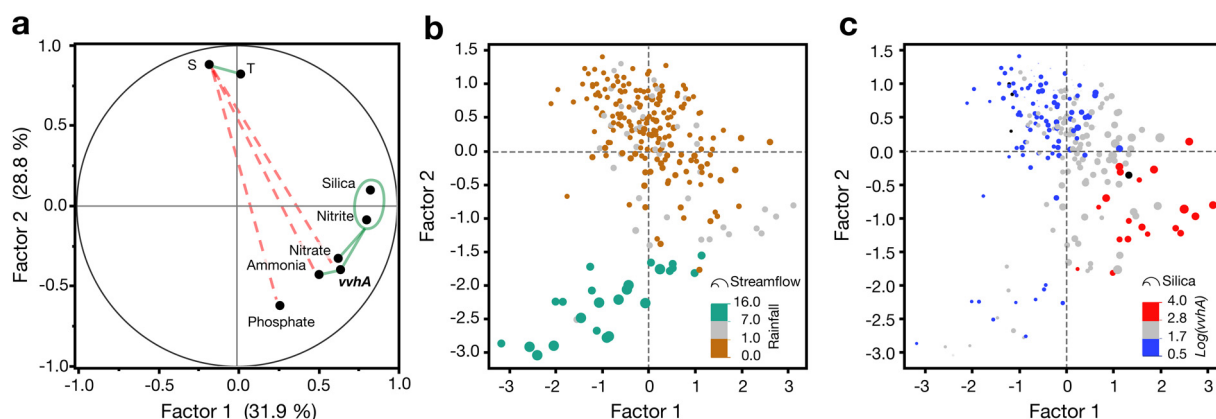 a
1.0
0.5
0.0
-0.5
-1.0
Factor 2 (28.8 %)
S
T
Silica
Nitrite
Nitrate
Ammonia
vvhA
Phosphate
-1.0
-0.5
0.0
0.5
1.0
Factor 1 (31.9 %)
b
1.5
1.0
0.5
0.0
-0.5
-1.0
-1.5
-2.0
-2.5
-3.0
Factor 2
Streamflow
16.0
7.0
1.0
0.0
Rainfall
-3
-2
-1
0
1
2
3
Factor 1
c
1.5
1.0
0.5
0.0
-0.5
-1.0
-1.5
-2.0
-2.5
-3.0
Factor 2
Silica
4.0
2.8
1.7
0.5
Log(vvhA)
-3
-2
-1
0
1
2
3
Factor 1